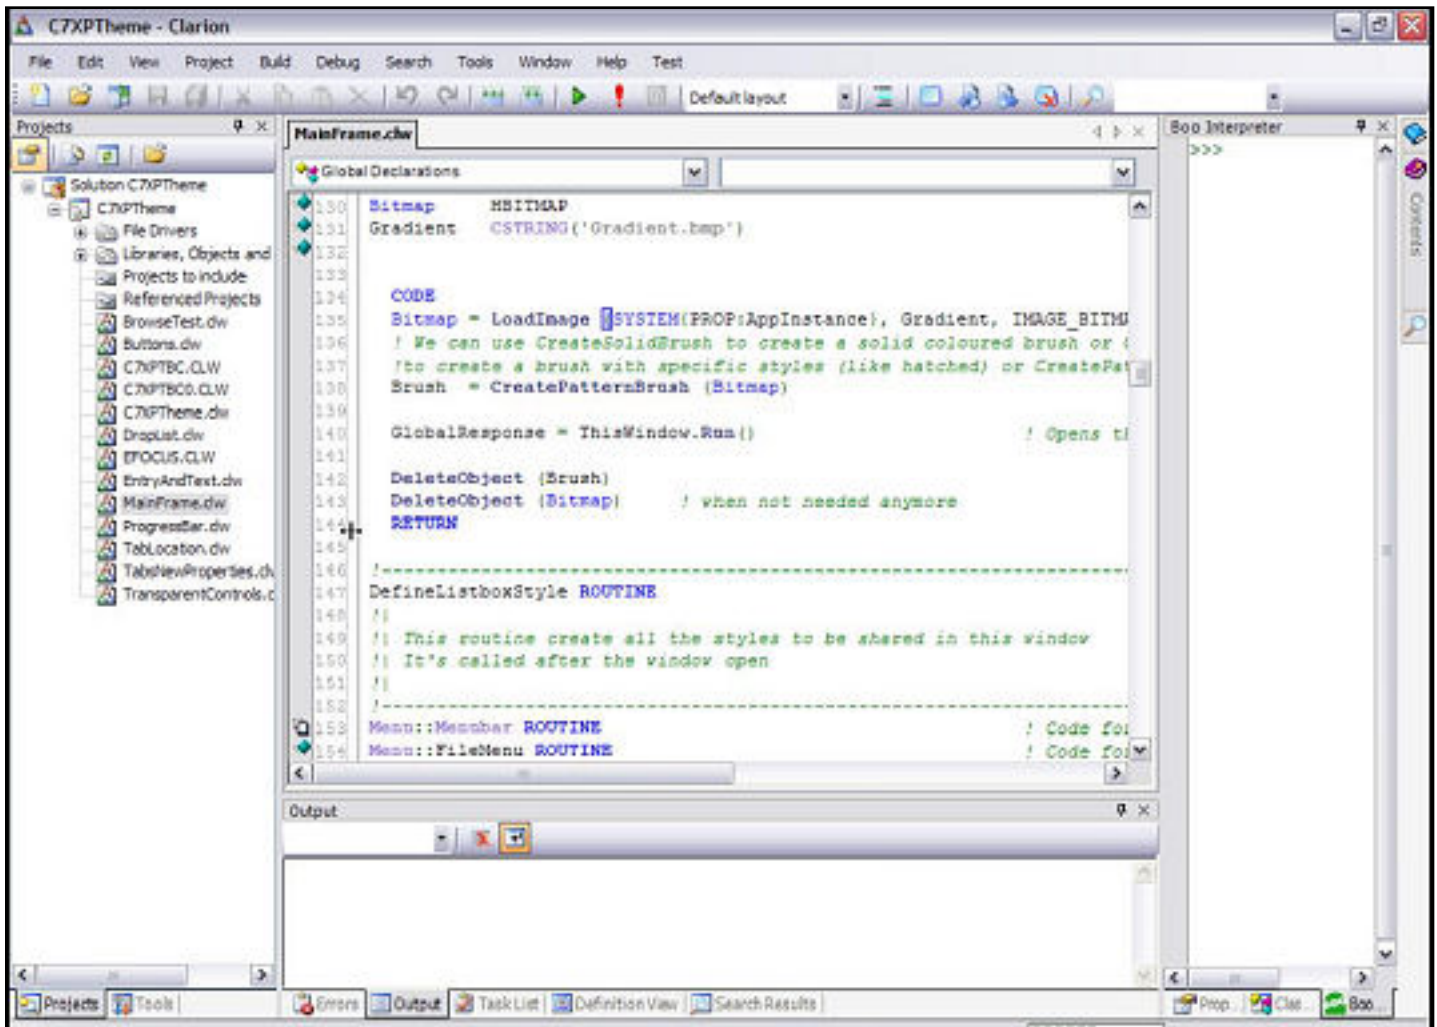 C7XPTheme - Clarion
File Edit View Project Build Debug Search Tools Window Help Test
Default layout
Projects
Solution C7XPTheme
C7XPTheme
File Drivers
Libraries, Objects and
Projects to include
Referenced Projects
BrowseTest.clw
Buttons.clw
C7XPTBC.CLW
C7XPTBC0.CLW
C7XPTheme.clw
DropList.clw
EFOCUS.CLW
EntryAndText.clw
MainFrame.clw
ProgressBar.clw
TabLocation.clw
TabsNewProperties.cl
TransparentControls.c
Projects Tools
MainFrame.clw
Global Declarations
130 Bitmap HBITMAP
131 Gradient CSTRING('Gradient.bmp')
132
133
134 CODE
135 Bitmap = LoadImage (SYSTEM{PROP:AppInstance}, Gradient, IMAGE_BITM
136 ! We can use CreateSolidBrush to create a solid coloured brush or
137 !to create a brush with specific styles (like hatched) or CreatePat
138 Brush = CreatePatternBrush (Bitmap)
139
140 GlobalResponse = ThisWindow.Run() ! Opens t
141
142 DeleteObject (Brush)
143 DeleteObject (Bitmap) ! when not needed anymore
144 RETURN
145
146 !----------------------------------------------------------------------
147 DefineListboxStyle ROUTINE
148 !|
149 !| This routine create all the styles to be shared in this window
150 !| It's called after the window open
151 !|
152 !----------------------------------------------------------------------
153 Menu::Menubar ROUTINE ! Code for
154 Menu::FileMenu ROUTINE ! Code for
Output
Errors Output Task List Definition View Search Results
Boo Interpreter
>>>
Prop... Clas... Boo...
Contents